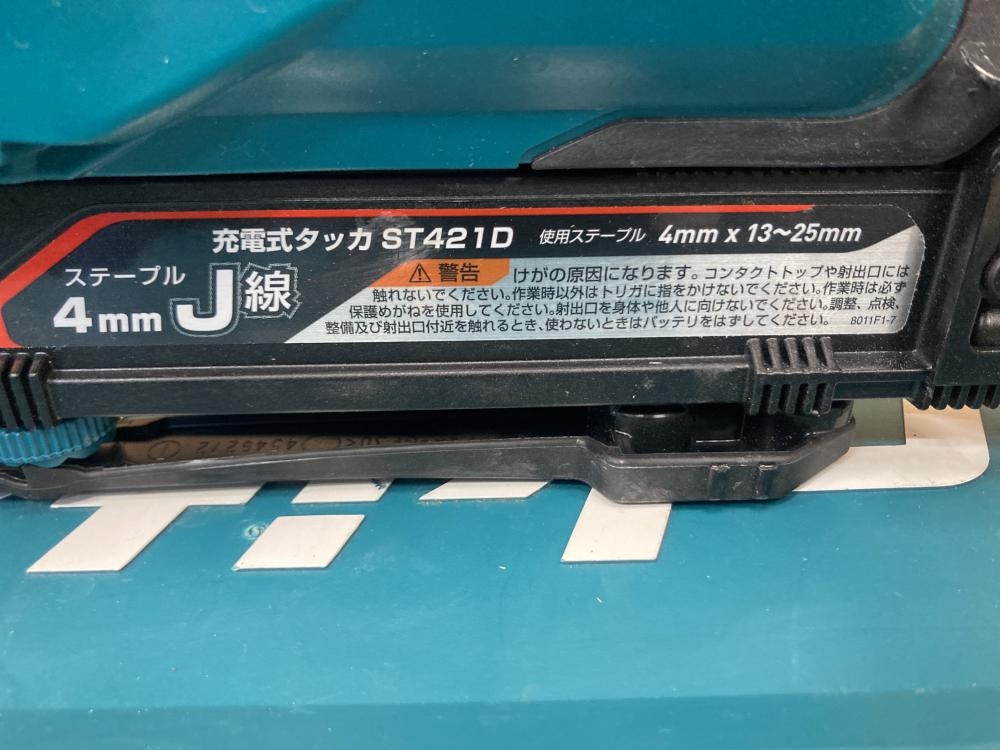 充電式タッカ ST421D 使用ステープル 4mm x 13~25mm
ステープル
4mm J線
警告 けがの原因になります。コンタクトトップや射出口には
触れないでください。作業時以外はトリガに指をかけないでください。作業時は必ず
保護めがねを使用してください。射出口を身体や他人に向けないでください。調整、点検、
整備及び射出口付近を触れるとき、使わないときはバッテリをはずしてください。 8011F1-7